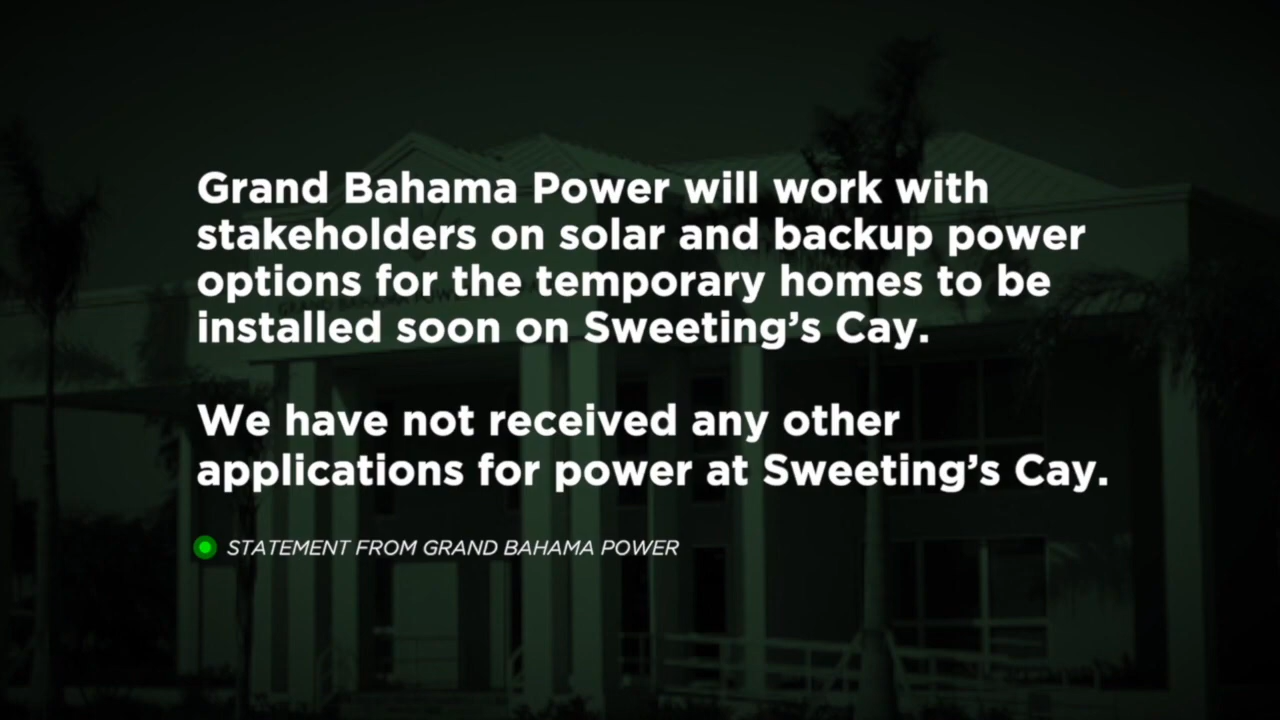 Grand Bahama Power will work with
stakeholders on solar and backup power
options for the temporary homes to be
installed soon on Sweeting’s Cay.
We have not received any other
applications for power at Sweeting’s Cay.
STATEMENT FROM GRAND BAHAMA POWER